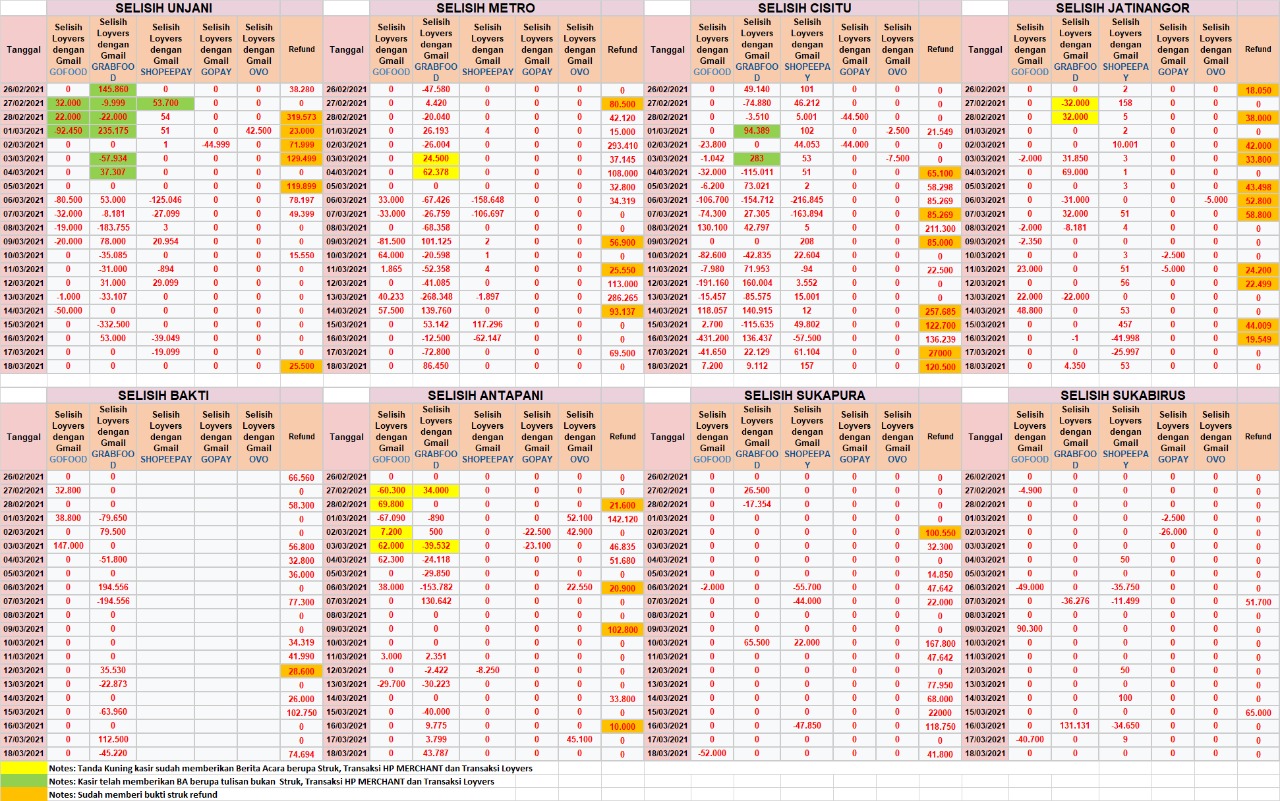 SELISIH UNJANI SELISIH METRO SELISIH CISITU SELISIH JATINANGOR
Tanggal Selisih Loyvers dengan Gmail GOFOOD Selisih Loyvers dengan Gmail GRABFOOD Selisih Loyvers dengan Gmail SHOPEEPAY Selisih Loyvers dengan Gmail GOPAY Selisih Loyvers dengan Gmail OVO Refund Tanggal Selisih Loyvers dengan Gmail GOFOOD Selisih Loyvers dengan Gmail GRABFOOD Selisih Loyvers dengan Gmail SHOPEEPAY Selisih Loyvers dengan Gmail GOPAY Selisih Loyvers dengan Gmail OVO Refund Tanggal Selisih Loyvers dengan Gmail GOFOOD Selisih Loyvers dengan Gmail GRABFOOD Selisih Loyvers dengan Gmail SHOPEEPAY Selisih Loyvers dengan Gmail GOPAY Selisih Loyvers dengan Gmail OVO Refund Tanggal Selisih Loyvers dengan Gmail GOFOOD Selisih Loyvers dengan Gmail GRABFOOD Selisih Loyvers dengan Gmail SHOPEEPAY Selisih Loyvers dengan Gmail GOPAY Selisih Loyvers dengan Gmail OVO Refund
26/02/2021 0 145.860 0 0 0 38.280 26/02/2021 0 -47.580 0 0 0 0 26/02/2021 0 49.140 101 0 0 0 26/02/2021 0 0 2 0 0 18.050
27/02/2021 32.000 -9.999 53.700 0 0 0 27/02/2021 0 4.420 0 0 0 80.500 27/02/2021 0 -74.880 46.212 0 0 0 27/02/2021 0 -32.000 158 0 0 0
28/02/2021 22.000 -22.000 54 0 0 319.573 28/02/2021 0 -20.040 0 0 0 42.120 28/02/2021 0 -3.510 5.001 -44.500 0 0 28/02/2021 0 32.000 5 0 0 38.000
01/03/2021 -92.450 235.175 51 0 42.500 23.000 01/03/2021 0 26.193 4 0 0 15.000 01/03/2021 0 94.389 102 0 -2.500 21.549 01/03/2021 0 0 2 0 0 0
02/03/2021 0 0 1 -44.999 0 71.999 02/03/2021 0 -26.004 0 0 0 293.410 02/03/2021 -23.800 0 44.053 -44.000 0 0 02/03/2021 0 0 10.001 0 0 42.000
03/03/2021 0 -57.934 0 0 0 129.499 03/03/2021 0 24.500 0 0 0 37.145 03/03/2021 -1.042 283 53 0 -7.500 0 03/03/2021 -2.000 31.850 3 0 0 33.800
04/03/2021 0 37.307 0 0 0 0 04/03/2021 0 62.378 0 0 0 108.000 04/03/2021 -32.000 -115.011 51 0 0 65.100 04/03/2021 0 69.000 1 0 0 0
05/03/2021 0 0 0 0 0 119.899 05/03/2021 0 0 0 0 0 32.800 05/03/2021 -6.200 73.021 2 0 0 58.298 05/03/2021 0 0 3 0 0 43.498
06/03/2021 -80.500 53.000 -125.046 0 0 78.197 06/03/2021 33.000 -67.426 -158.648 0 0 34.319 06/03/2021 -106.700 -154.712 -216.845 0 0 85.269 06/03/2021 0 -31.000 0 0 -5.000 52.800
07/03/2021 -32.000 -8.181 -27.099 0 0 49.399 07/03/2021 -33.000 -26.759 -106.697 0 0 0 07/03/2021 -74.300 27.305 -163.894 0 0 85.269 07/03/2021 0 32.000 51 0 0 58.800
08/03/2021 -19.000 -183.755 3 0 0 0 08/03/2021 0 -68.358 0 0 0 0 08/03/2021 130.100 42.797 5 0 0 211.300 08/03/2021 -2.000 -8.181 4 0 0 0
09/03/2021 -20.000 78.000 20.954 0 0 0 09/03/2021 -81.500 101.125 2 0 0 56.900 09/03/2021 0 0 208 0 0 85.000 09/03/2021 -2.350 0 0 0 0 0
10/03/2021 0 -35.085 0 0 0 15.550 10/03/2021 64.000 -20.598 1 0 0 0 10/03/2021 -82.600 -42.835 22.604 0 0 0 10/03/2021 0 0 3 -2.500 0 0
11/03/2021 0 -31.000 -894 0 0 0 11/03/2021 1.865 -52.358 4 0 0 25.550 11/03/2021 -7.980 71.953 -94 0 0 22.500 11/03/2021 23.000 0 51 -5.000 0 24.200
12/03/2021 0 31.000 29.099 0 0 0 12/03/2021 0 -41.085 0 0 0 113.000 12/03/2021 -191.160 160.004 3.552 0 0 0 12/03/2021 0 0 56 0 0 22.499
13/03/2021 -1.000 -33.107 0 0 0 0 13/03/2021 40.233 -268.348 -1.897 0 0 286.265 13/03/2021 -15.457 -85.575 15.001 0 0 0 13/03/2021 22.000 -22.000 0 0 0 0
14/03/2021 -50.000 0 0 0 0 0 14/03/2021 57.500 139.760 0 0 0 93.137 14/03/2021 118.057 140.915 12 0 0 257.685 14/03/2021 48.800 0 53 0 0 0
15/03/2021 0 -332.500 0 0 0 0 15/03/2021 0 53.142 117.296 0 0 0 15/03/2021 2.700 -115.635 49.802 0 0 122.700 15/03/2021 0 0 457 0 0 44.009
16/03/2021 0 53.000 -39.049 0 0 0 16/03/2021 0 -12.500 -62.147 0 0 0 16/03/2021 -431.200 136.437 -57.500 0 0 136.239 16/03/2021 0 -1 -41.998 0 0 19.549
17/03/2021 0 0 -19.099 0 0 0 17/03/2021 0 -72.800 0 0 0 69.500 17/03/2021 -41.650 22.129 61.104 0 0 27000 17/03/2021 0 0 -25.997 0 0 0
18/03/2021 0 0 0 0 0 25.500 18/03/2021 0 86.450 0 0 0 0 18/03/2021 7.200 9.112 157 0 0 120.500 18/03/2021 0 4.350 53 0 0 0
SELISIH BAKTI SELISIH ANTAPANI SELISIH SUKAPURA SELISIH SUKABIRUS
Tanggal Selisih Loyvers dengan Gmail GOFOOD Selisih Loyvers dengan Gmail GRABFOOD Selisih Loyvers dengan Gmail SHOPEEPAY Selisih Loyvers dengan Gmail GOPAY Selisih Loyvers dengan Gmail OVO Refund Tanggal Selisih Loyvers dengan Gmail GOFOOD Selisih Loyvers dengan Gmail GRABFOOD Selisih Loyvers dengan Gmail SHOPEEPAY Selisih Loyvers dengan Gmail GOPAY Selisih Loyvers dengan Gmail OVO Refund Tanggal Selisih Loyvers dengan Gmail GOFOOD Selisih Loyvers dengan Gmail GRABFOOD Selisih Loyvers dengan Gmail SHOPEEPAY Selisih Loyvers dengan Gmail GOPAY Selisih Loyvers dengan Gmail OVO Refund Tanggal Selisih Loyvers dengan Gmail GOFOOD Selisih Loyvers dengan Gmail GRABFOOD Selisih Loyvers dengan Gmail SHOPEEPAY Selisih Loyvers dengan Gmail GOPAY Selisih Loyvers dengan Gmail OVO Refund
26/02/2021 0 0 66.560 26/02/2021 0 0 0 0 0 0 26/02/2021 0 0 0 0 0 0 26/02/2021 0 0 0 0 0 0
27/02/2021 32.800 0 0 27/02/2021 -60.300 34.000 0 0 0 0 27/02/2021 0 26.500 0 0 0 0 27/02/2021 -4.900 0 0 0 0 0
28/02/2021 0 0 58.300 28/02/2021 69.800 0 0 0 0 21.600 28/02/2021 0 -17.354 0 0 0 0 28/02/2021 0 0 0 0 0 0
01/03/2021 38.800 -79.650 0 01/03/2021 -67.090 -890 0 0 52.100 142.120 01/03/2021 0 0 0 0 0 0 01/03/2021 0 0 0 -2.500 0 0
02/03/2021 0 79.500 0 02/03/2021 7.200 500 0 -22.500 42.900 0 02/03/2021 0 0 0 0 0 100.550 02/03/2021 0 0 0 -26.000 0 0
03/03/2021 147.000 0 56.800 03/03/2021 62.000 -39.532 0 -23.100 0 46.835 03/03/2021 0 0 0 0 0 32.300 03/03/2021 0 0 0 0 0 0
04/03/2021 0 -51.800 32.800 04/03/2021 62.300 -24.118 0 0 0 51.680 04/03/2021 0 0 0 0 0 0 04/03/2021 0 0 50 0 0 0
05/03/2021 0 0 36.000 05/03/2021 0 -29.850 0 0 0 0 05/03/2021 0 0 0 0 0 14.850 05/03/2021 0 0 0 0 0 0
06/03/2021 0 194.556 0 06/03/2021 38.000 -153.782 0 0 22.550 20.900 06/03/2021 -2.000 0 -55.700 0 0 47.642 06/03/2021 -49.000 0 -35.750 0 0 0
07/03/2021 0 -194.556 77.300 07/03/2021 0 130.642 0 0 0 0 07/03/2021 0 0 -44.000 0 0 22.000 07/03/2021 0 -36.276 -11.499 0 0 51.700
08/03/2021 0 0 0 08/03/2021 0 0 0 0 0 0 08/03/2021 0 0 0 0 0 0 08/03/2021 0 0 0 0 0 0
09/03/2021 0 0 0 09/03/2021 0 0 0 0 0 102.800 09/03/2021 0 0 0 0 0 0 09/03/2021 90.300 0 0 0 0 0
10/03/2021 0 0 34.319 10/03/2021 0 0 0 0 0 0 10/03/2021 0 65.500 22.000 0 0 167.800 10/03/2021 0 0 0 0 0 0
11/03/2021 0 0 41.990 11/03/2021 3.000 2.351 0 0 0 0 11/03/2021 0 0 0 0 0 47.642 11/03/2021 0 0 0 0 0 0
12/03/2021 0 35.530 28.600 12/03/2021 0 -2.422 -8.250 0 0 0 12/03/2021 0 0 0 0 0 0 12/03/2021 0 0 50 0 0 0
13/03/2021 0 -22.873 0 13/03/2021 -29.700 -30.223 0 0 0 0 13/03/2021 0 0 0 0 0 77.950 13/03/2021 0 0 0 0 0 0
14/03/2021 0 0 26.000 14/03/2021 0 0 0 0 0 33.800 14/03/2021 0 0 0 0 0 68.000 14/03/2021 0 0 100 0 0 0
15/03/2021 0 -63.960 102.750 15/03/2021 0 -40.000 0 0 0 0 15/03/2021 0 0 0 0 0 22000 15/03/2021 0 0 0 0 0 65.000
16/03/2021 0 0 0 16/03/2021 0 9.775 0 0 0 10.000 16/03/2021 0 0 -47.850 0 0 118.750 16/03/2021 0 131.131 -34.650 0 0 0
17/03/2021 0 112.500 0 17/03/2021 0 3.799 0 0 45.100 0 17/03/2021 0 0 0 0 0 0 17/03/2021 -40.700 0 9 0 0 0
18/03/2021 0 -45.220 74.694 18/03/2021 0 43.787 0 0 0 0 18/03/2021 -52.000 0 0 0 0 41.800 18/03/2021 0 0 0 0 0 0
Notes: Tanda Kuning kasir sudah memberikan Berita Acara berupa Struk, Transaksi HP MERCHANT dan Transaksi Loyvers
Notes: Kasir telah memberikan BA berupa tulisan bukan Struk, Transaksi HP MERCHANT dan Transaksi Loyvers
Notes: Sudah memberi bukti struk refund